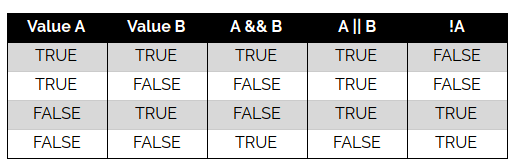 Value A Value B A && B A || B !A
TRUE TRUE TRUE TRUE FALSE
TRUE FALSE FALSE TRUE FALSE
FALSE TRUE FALSE TRUE TRUE
FALSE FALSE TRUE FALSE TRUE